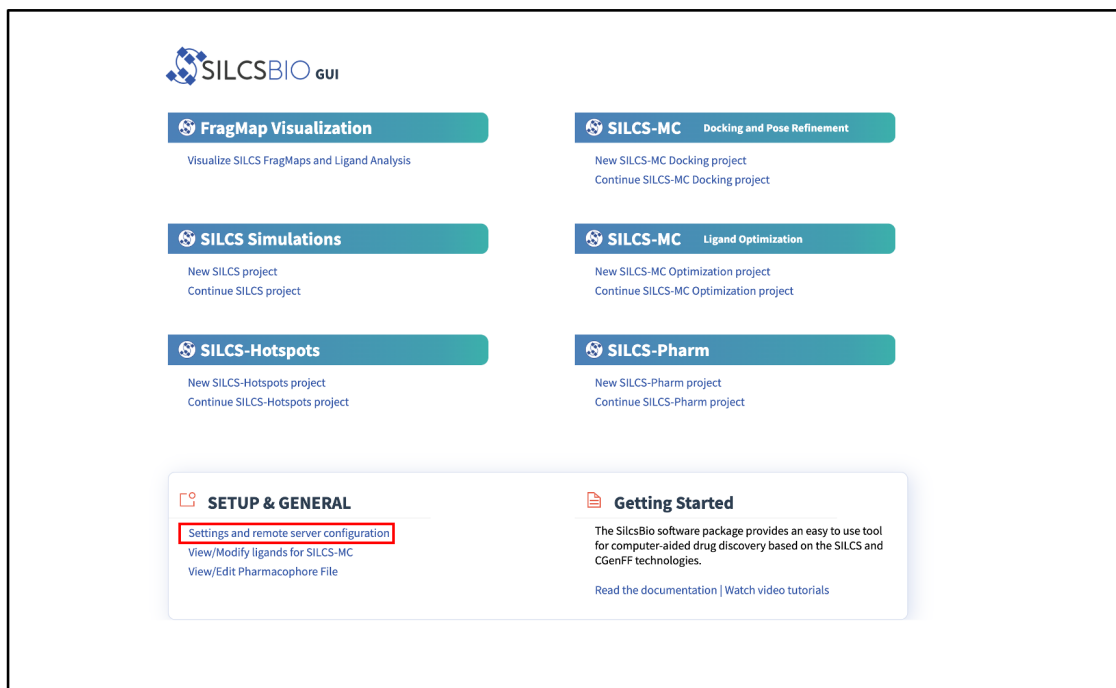 SILCSBIO GUI
FragMap Visualization
Visualize SILCS FragMaps and Ligand Analysis
SILCS-MC Docking and Pose Refinement
New SILCS-MC Docking project
Continue SILCS-MC Docking project
SILCS Simulations
New SILCS project
Continue SILCS project
SILCS-MC Ligand Optimization
New SILCS-MC Optimization project
Continue SILCS-MC Optimization project
SILCS-Hotspots
New SILCS-Hotspots project
Continue SILCS-Hotspots project
SILCS-Pharm
New SILCS-Pharm project
Continue SILCS-Pharm project
SETUP & GENERAL
Settings and remote server configuration
View/Modify ligands for SILCS-MC
View/Edit Pharmacophore File
Getting Started
The SilcsBio software package provides an easy to use tool
for computer-aided drug discovery based on the SILCS and
CGenFF technologies.
Read the documentation | Watch video tutorials